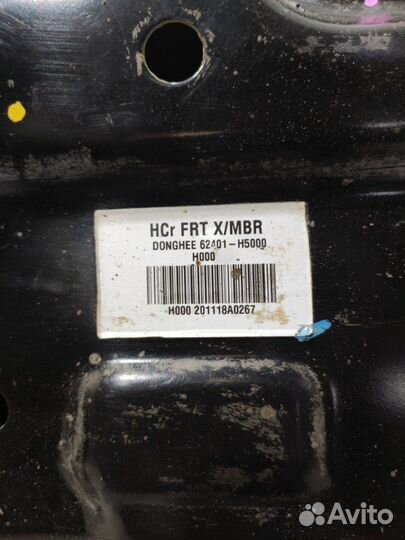 HCr FRT X/MBR
DONGHEE 62401-H5000
H000
H000 201118A0267
Avito